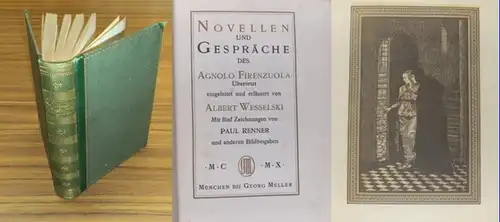 NOVELLEN
UND
GESPRÄCHE
DES
AGNOLO FIRENZUOLA
Übersetzt
eingeleitet und erläutert von
ALBERT WESSELSKI
Mit fünf Zeichnungen von
PAUL RENNER
und anderen Bildbeigaben
·M·C ·M·X·
MÜNCHEN BEI GEORG MÜLLER